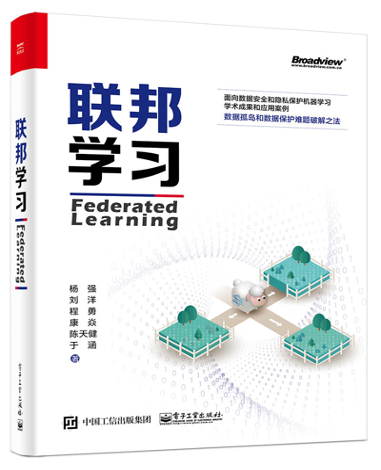 Broadview®
www.broadview.com.cn
面向数据安全和隐私保护机器学习
学术成果和应用案例
数据孤岛和数据保护难题破解之法
联邦
学习
Federated
Learning
杨 强
刘 洋
程 勇
康 焱
陈天健
于 涵
著
中国工信出版集团
电子工业出版社
联邦学习
Federated
Learning